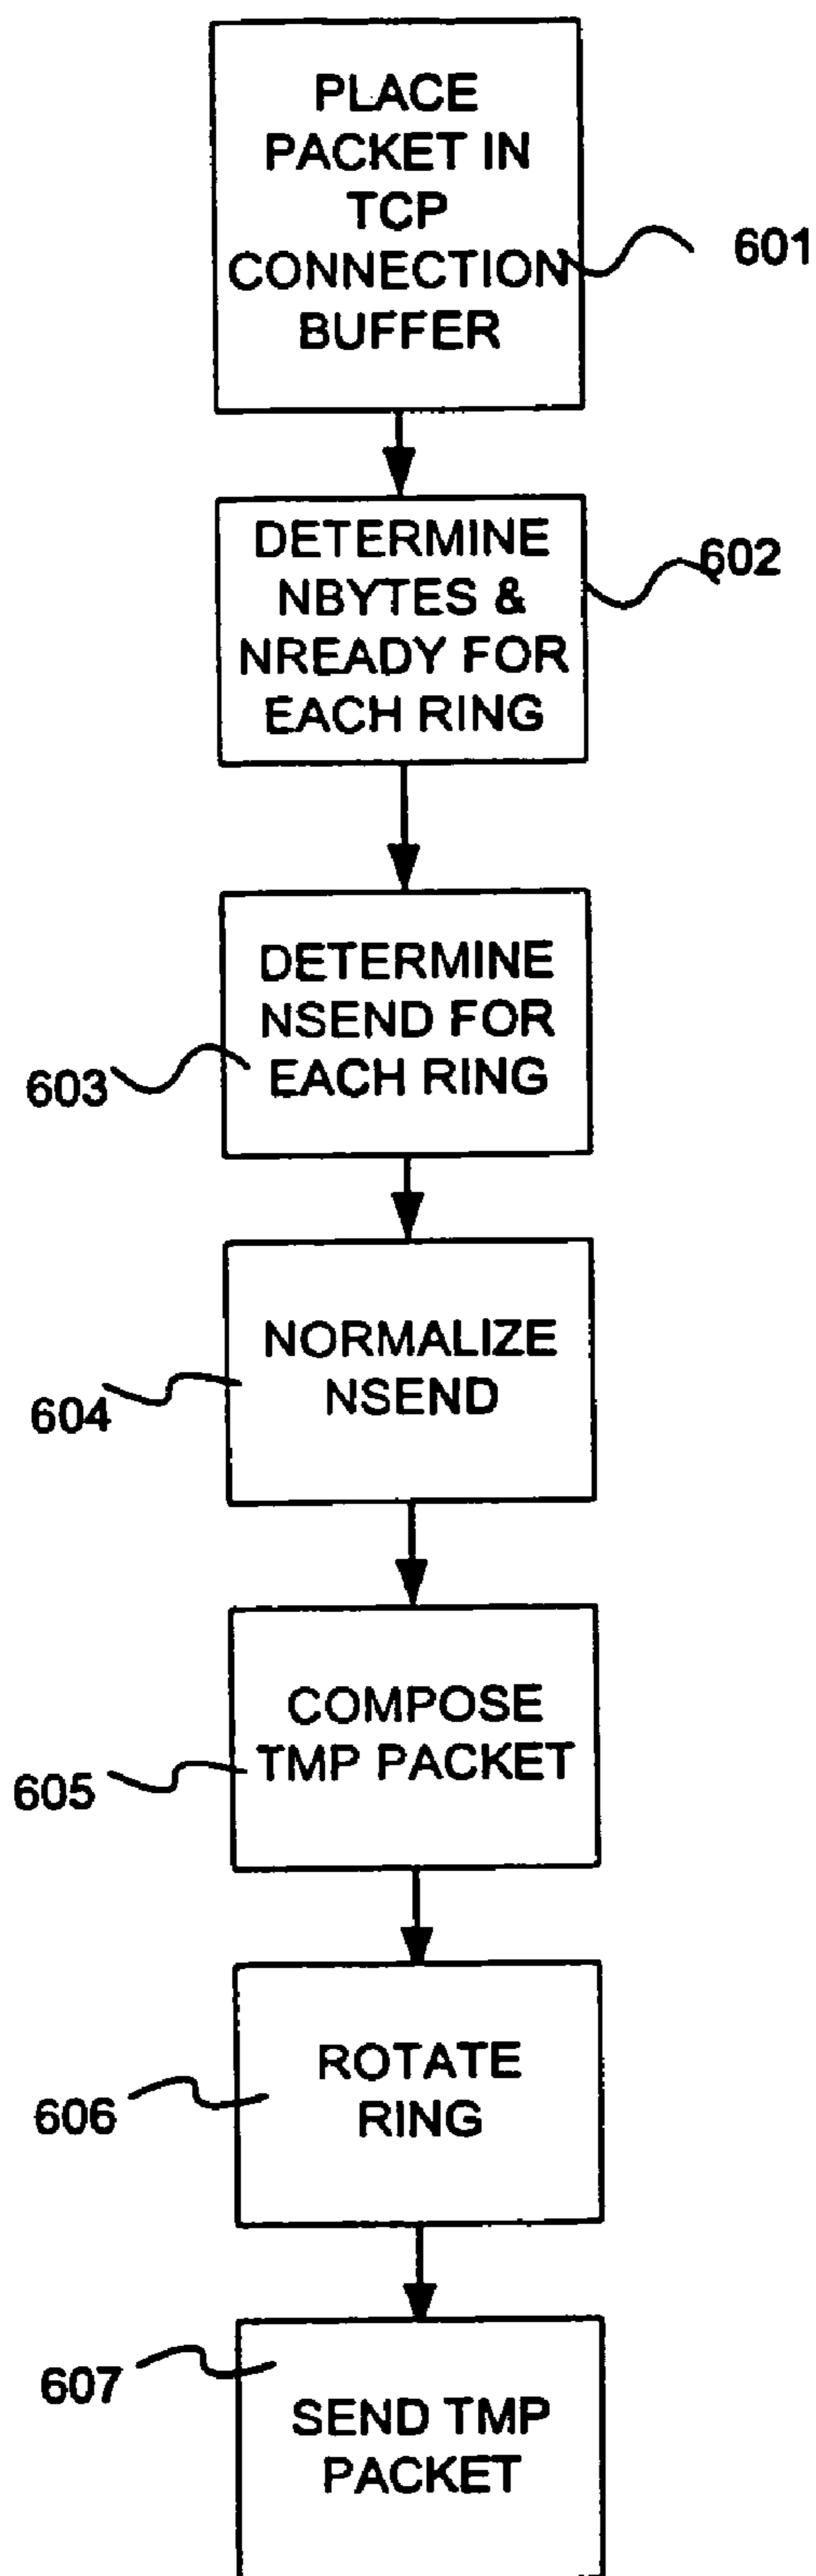 PLACE
PACKET IN
TCP
CONNECTION
BUFFER
601
DETERMINE
NBYTES &
NREADY FOR
EACH RING
602
DETERMINE
NSEND FOR
EACH RING
603
NORMALIZE
NSEND
604
COMPOSE
TMP PACKET
605
ROTATE
RING
606
607
SEND TMP
PACKET